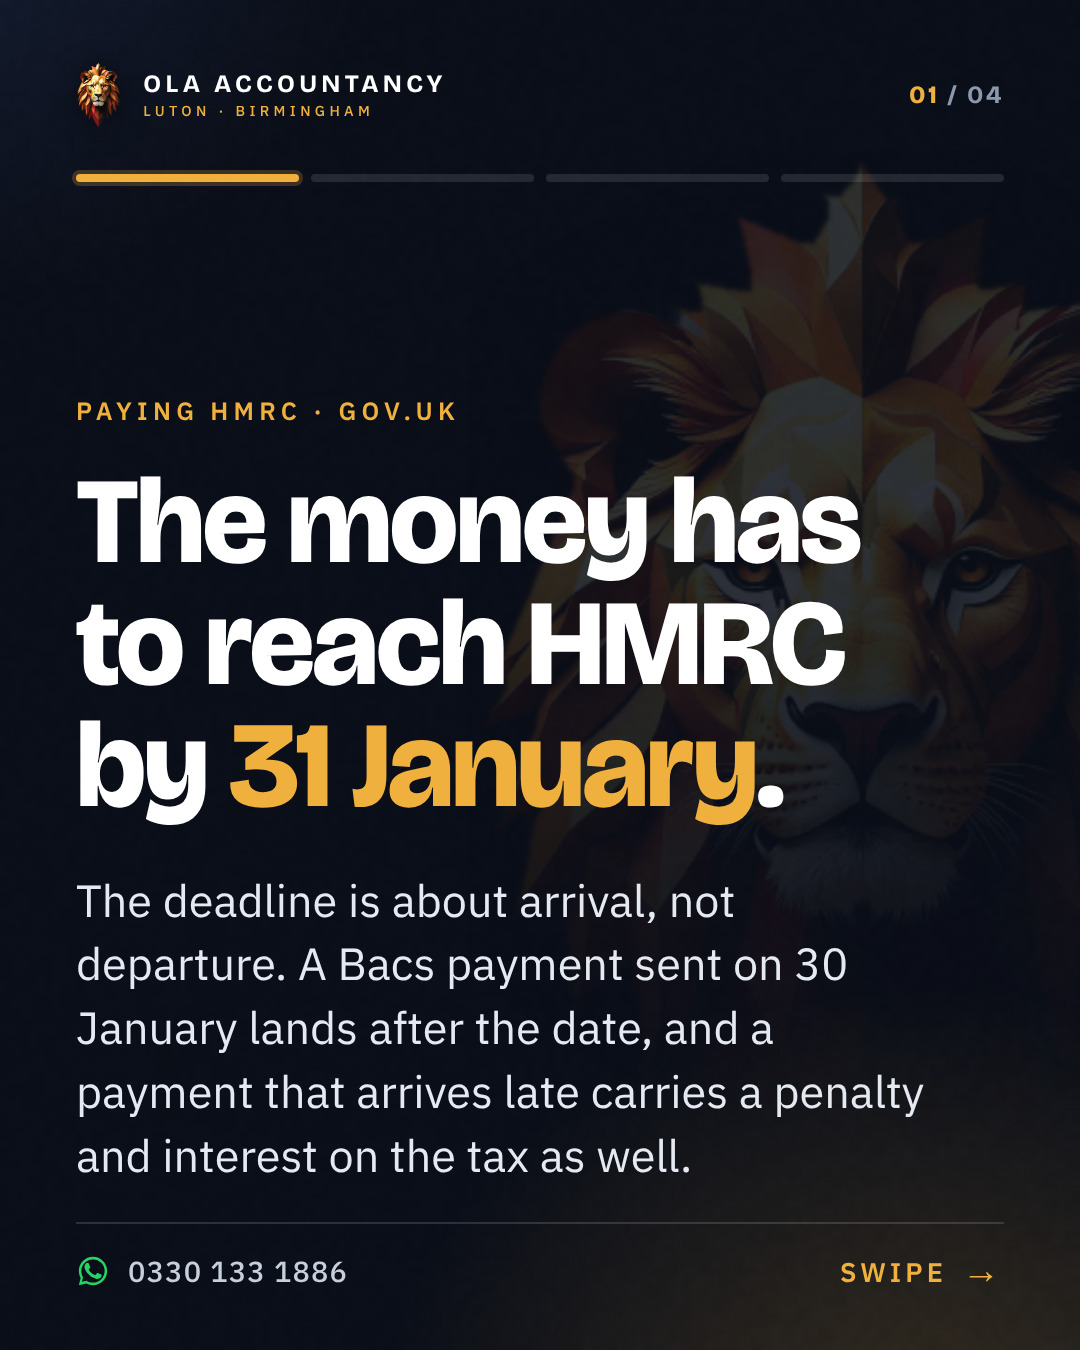 OLA ACCOUNTANCY
LUTON · BIRMINGHAM
01 / 04
PAYING HMRC · GOV.UK
The money has
to reach HMRC
by 31 January.
The deadline is about arrival, not
departure. A Bacs payment sent on 30
January lands after the date, and a
payment that arrives late carries a penalty
and interest on the tax as well.
0330 133 1886
SWIPE →